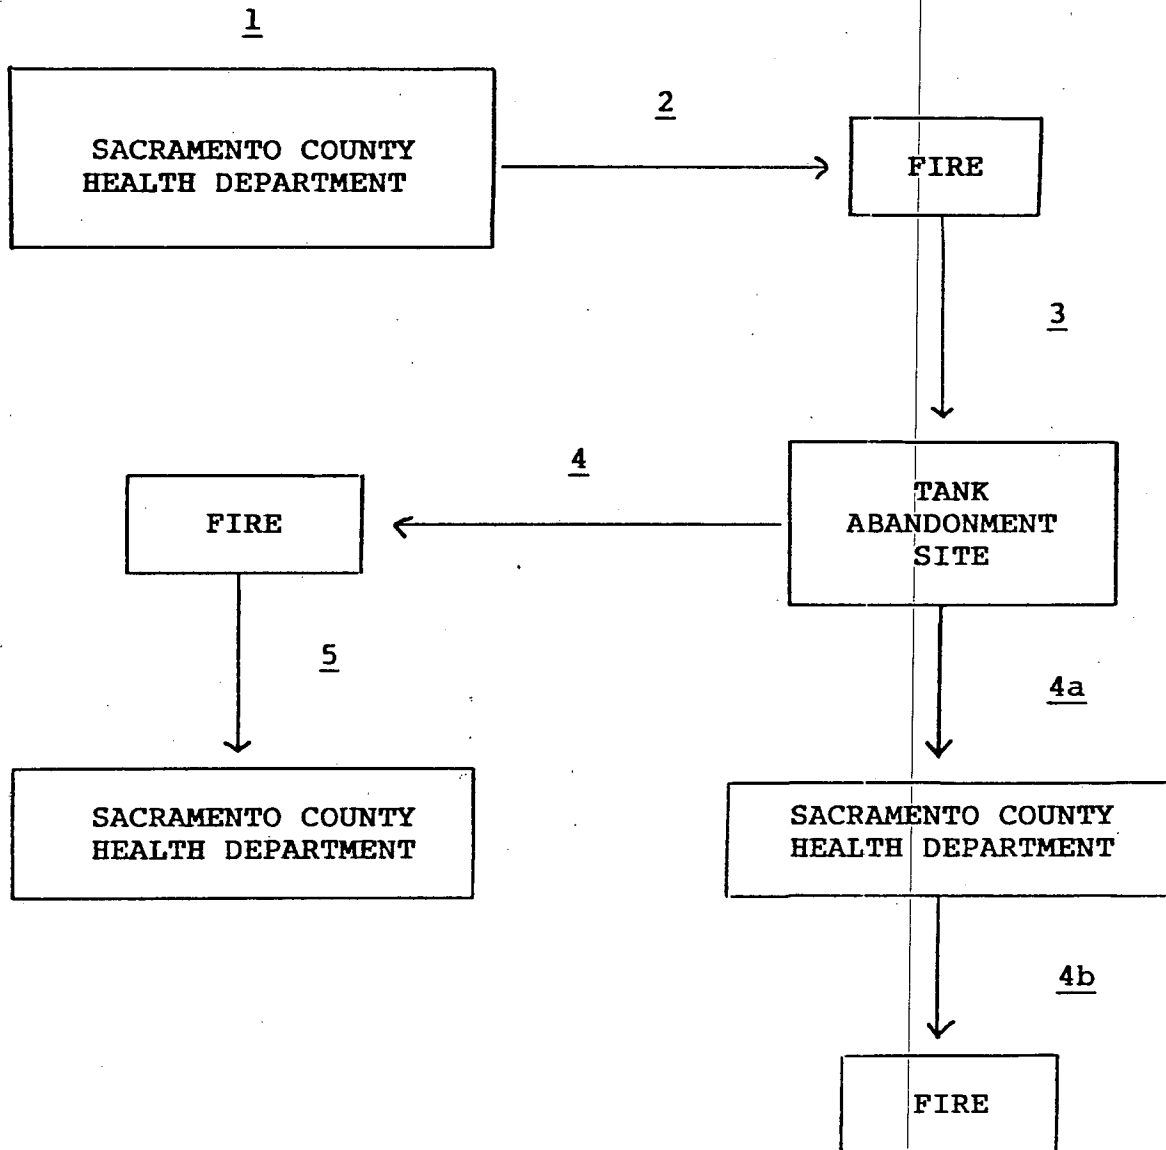 1
2
SACRAMENTO COUNTY
HEALTH DEPARTMENT
FIRE
3
4
TANK
ABANDONMENT
SITE
FIRE
5
4a
SACRAMENTO COUNTY
HEALTH DEPARTMENT
SACRAMENTO COUNTY
HEALTH DEPARTMENT
4b
FIRE